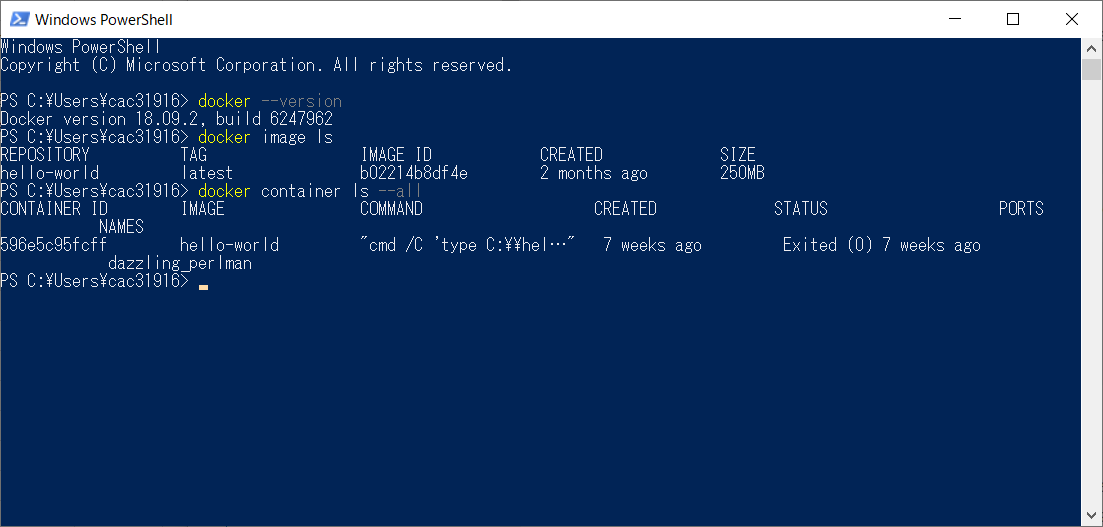 Windows PowerShell
Windows PowerShell
Copyright (C) Microsoft Corporation. All rights reserved.
PS C:¥Users¥cac31916> docker --version
Docker version 18.09.2, build 6247962
PS C:¥Users¥cac31916> docker image ls
REPOSITORY TAG IMAGE ID CREATED SIZE
hello-world latest b02214b8df4e 2 months ago 250MB
PS C:¥Users¥cac31916> docker container ls --all
CONTAINER ID IMAGE COMMAND CREATED STATUS PORTS
NAMES
596e5c95fcff hello-world "cmd /C 'type C:¥¥hel…" 7 weeks ago Exited (0) 7 weeks ago
dazzling_perlman
PS C:¥Users¥cac31916>